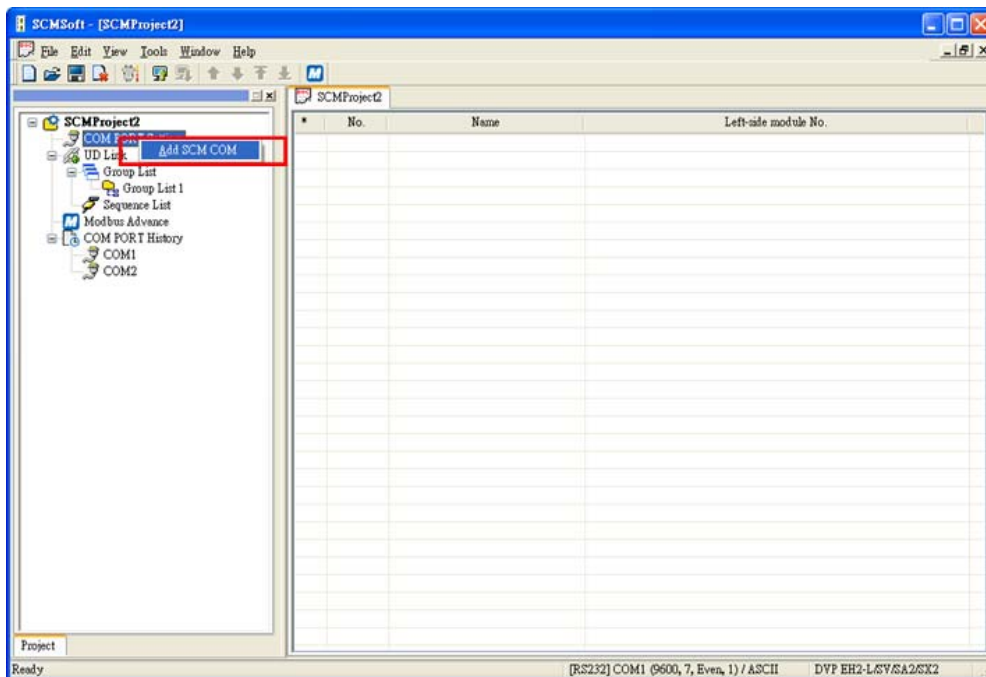 SCMSoft - [SCMProject2]
File Edit View Tools Window Help
SCMProject2
SCMProject2
* No. Name Left-side module No.
COM PORT
Add SCM COM
UD Link
Group List
Group List 1
Sequence List
Modbus Advance
COM PORT History
COM1
COM2
Project
Ready [RS232] COM1 (9600, 7, Even, 1) / ASCII DVP EH2-L/SV/SA2/SX2